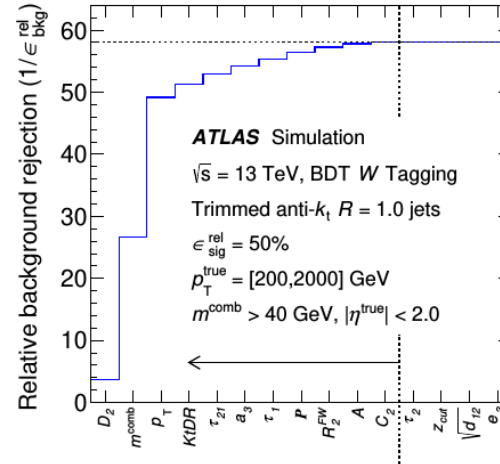 Relative background rejection (1/ϵ^rel_bkg)
60
50
40
30
20
10
0
ATLAS Simulation
√s = 13 TeV, BDT W Tagging
Trimmed anti-k_t R = 1.0 jets
ϵ^rel_sig = 50%
p_T^true = [200,2000] GeV
m^comb > 40 GeV, |η^true| < 2.0
D_2 m^comb p_T KtDR τ_21 a_3 τ_1 P R_2^FW A C_2 τ_2 z_cut √d_12